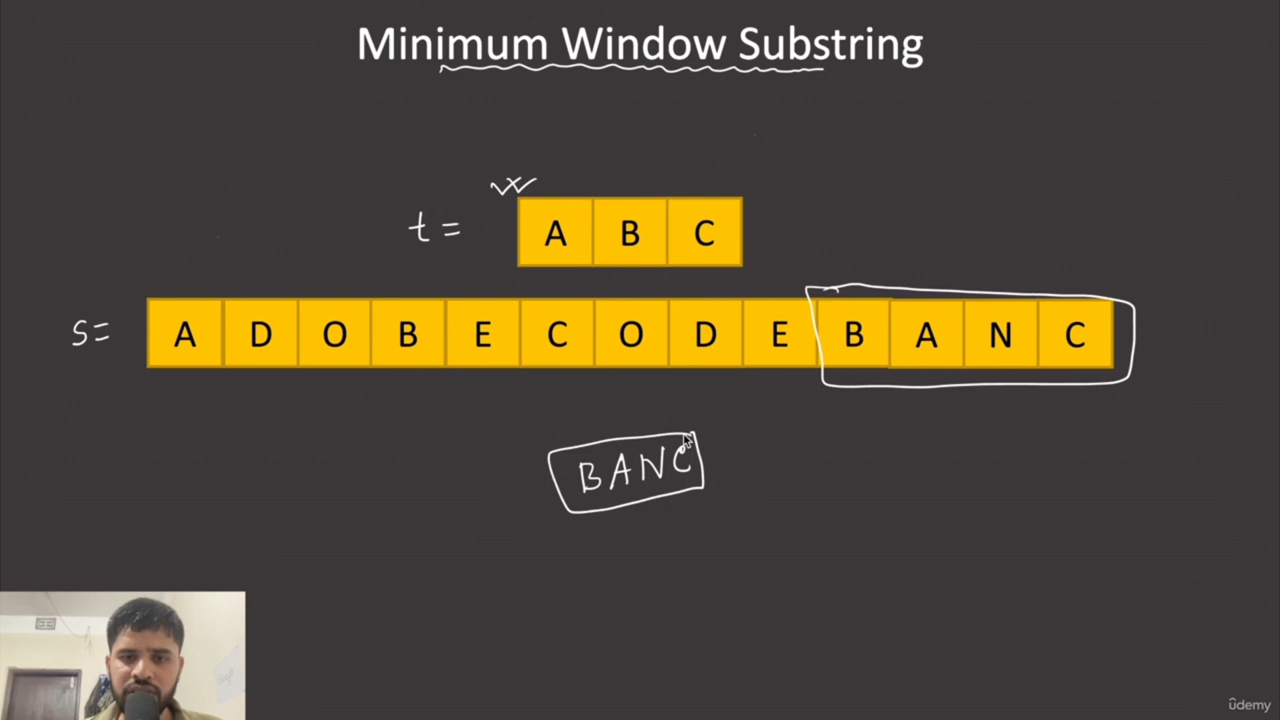 Minimum Window Substring
t = A B C
s= A D O B E C O D E B A N C
BANC
ûdemy